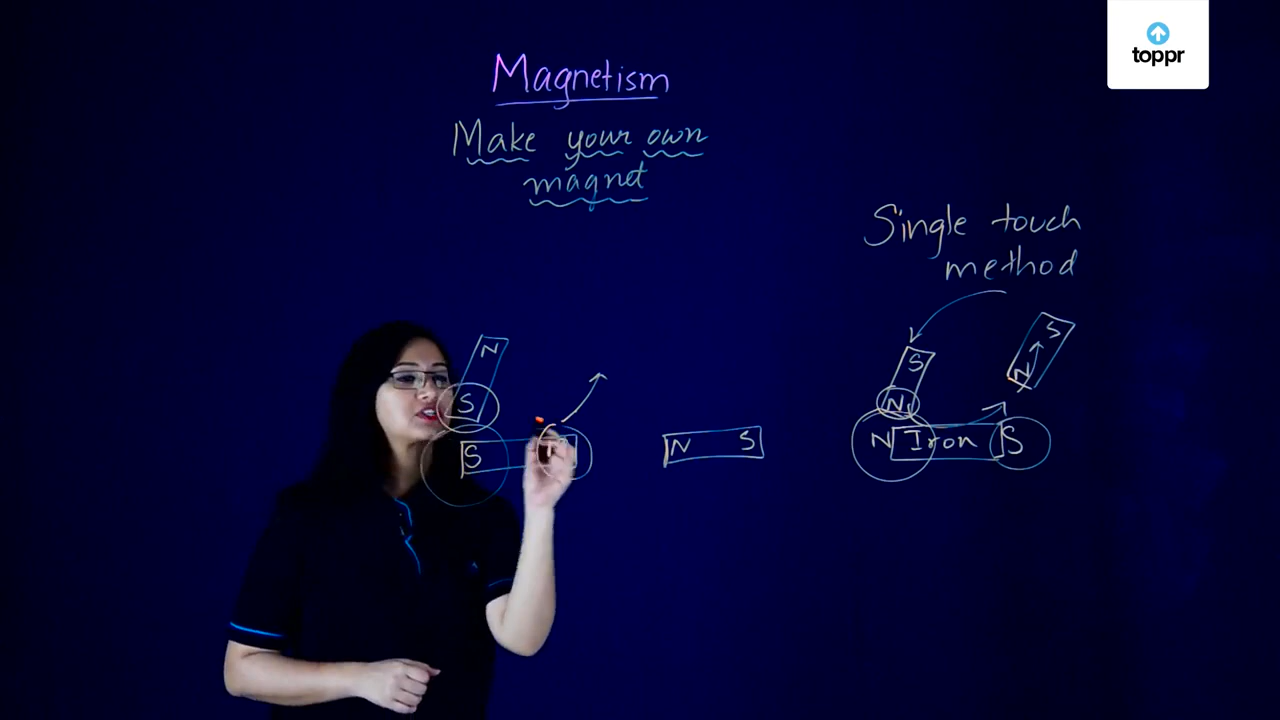 toppr
Magnetism
Make your own
magnet
Single touch
method
N
S
S
S
N
S
N
S
N
N Iron S